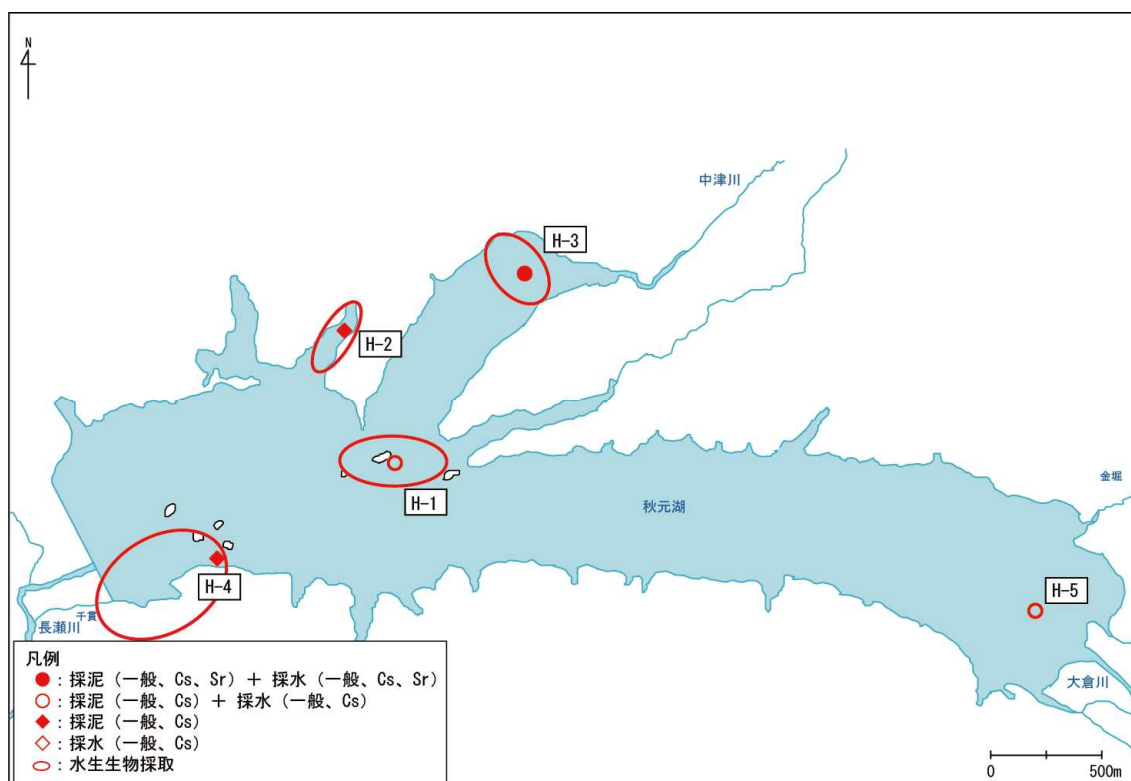 N
中津川
H-3
H-2
H-1
秋元湖
金堀
H-4
H-5
千貫
長瀬川
大倉川
凡例
●：採泥（一般、Cs、Sr）＋ 採水（一般、Cs、Sr）
○：採泥（一般、Cs）＋ 採水（一般、Cs）
◆：採泥（一般、Cs）
◇：採水（一般、Cs）
：水生生物採取
0 500m